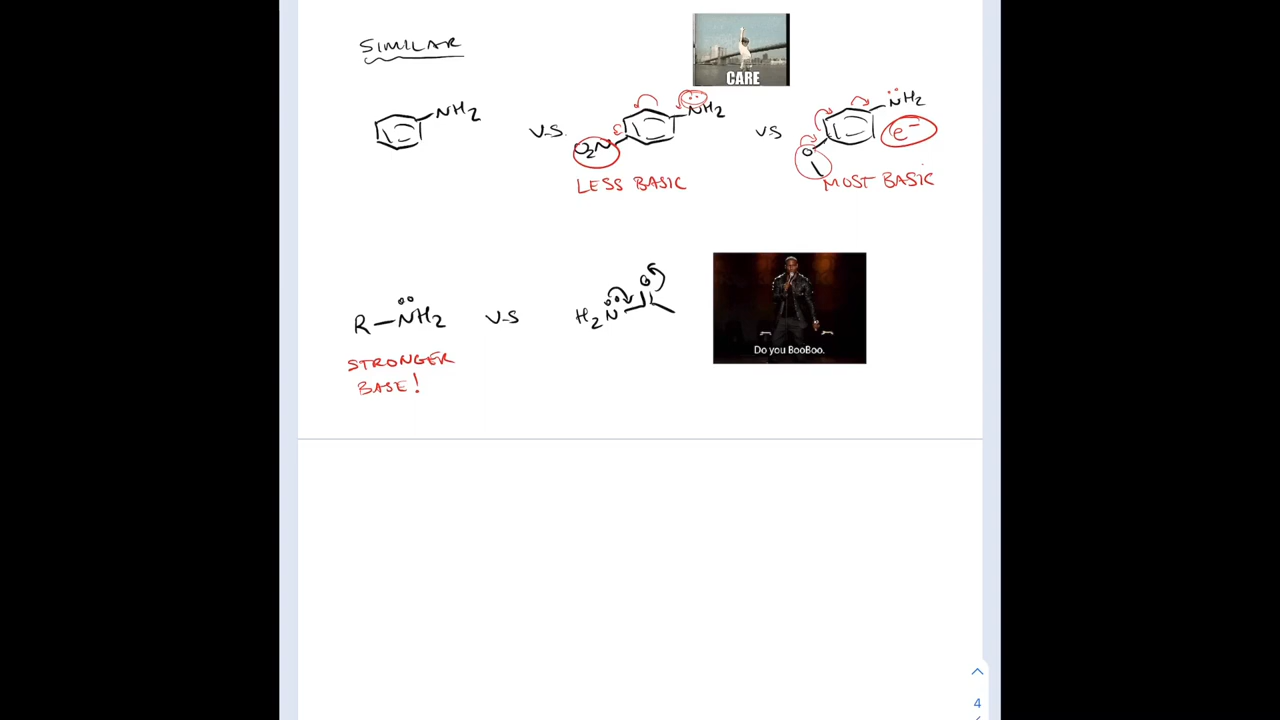 SIMILAR
CARE
NH2 V.S. O2N NH2 VS O NH2
e-
LESS BASIC MOST BASIC
R-NH2 V.S H2N O
STRONGER
BASE!
Do you BooBoo.
4